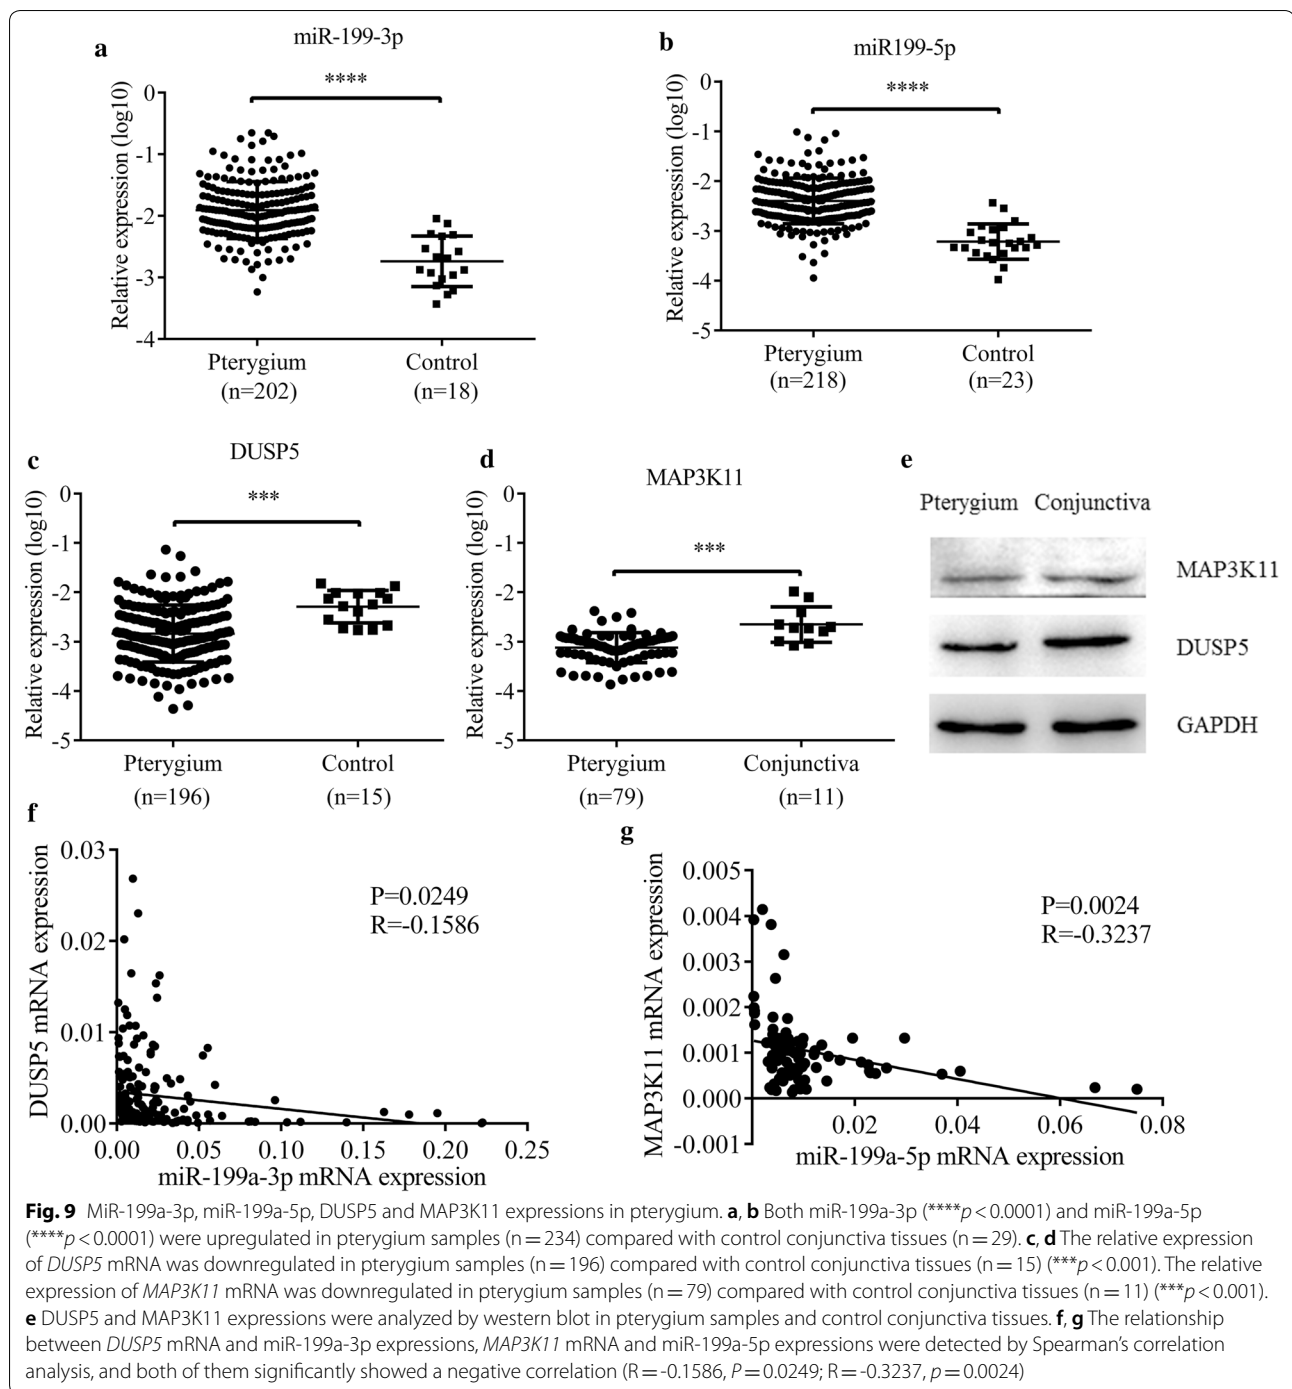 a
miR-199-3p
****
Relative expression (log10)
0
-1
-2
-3
-4
Pterygium
(n=202)
Control
(n=18)
b
miR199-5p
****
Relative expression (log10)
0
-1
-2
-3
-4
-5
Pterygium
(n=218)
Control
(n=23)
c
DUSP5
***
Relative expression (log10)
0
-1
-2
-3
-4
-5
Pterygium
(n=196)
Control
(n=15)
d
MAP3K11
***
Relative expression (log10)
0
-1
-2
-3
-4
-5
Pterygium
(n=79)
Conjunctiva
(n=11)
e
Pterygium Conjunctiva
MAP3K11
DUSP5
GAPDH
f
DUSP5 mRNA expression
0.03
0.02
0.01
0.00
P=0.0249
R=-0.1586
0.00 0.05 0.10 0.15 0.20 0.25
miR-199a-3p mRNA expression
g
MAP3K11 mRNA expression
0.005
0.004
0.003
0.002
0.001
0.000
-0.001
P=0.0024
R=-0.3237
0.02 0.04 0.06 0.08
miR-199a-5p mRNA expression
Fig. 9 MiR-199a-3p, miR-199a-5p, DUSP5 and MAP3K11 expressions in pterygium. a, b Both miR-199a-3p (****p < 0.0001) and miR-199a-5p
(****p < 0.0001) were upregulated in pterygium samples (n = 234) compared with control conjunctiva tissues (n = 29). c, d The relative expression
of DUSP5 mRNA was downregulated in pterygium samples (n = 196) compared with control conjunctiva tissues (n = 15) (***p < 0.001). The relative
expression of MAP3K11 mRNA was downregulated in pterygium samples (n = 79) compared with control conjunctiva tissues (n = 11) (***p < 0.001).
e DUSP5 and MAP3K11 expressions were analyzed by western blot in pterygium samples and control conjunctiva tissues. f, g The relationship
between DUSP5 mRNA and miR-199a-3p expressions, MAP3K11 mRNA and miR-199a-5p expressions were detected by Spearman's correlation
analysis, and both of them significantly showed a negative correlation (R = -0.1586, P = 0.0249; R = -0.3237, p = 0.0024)